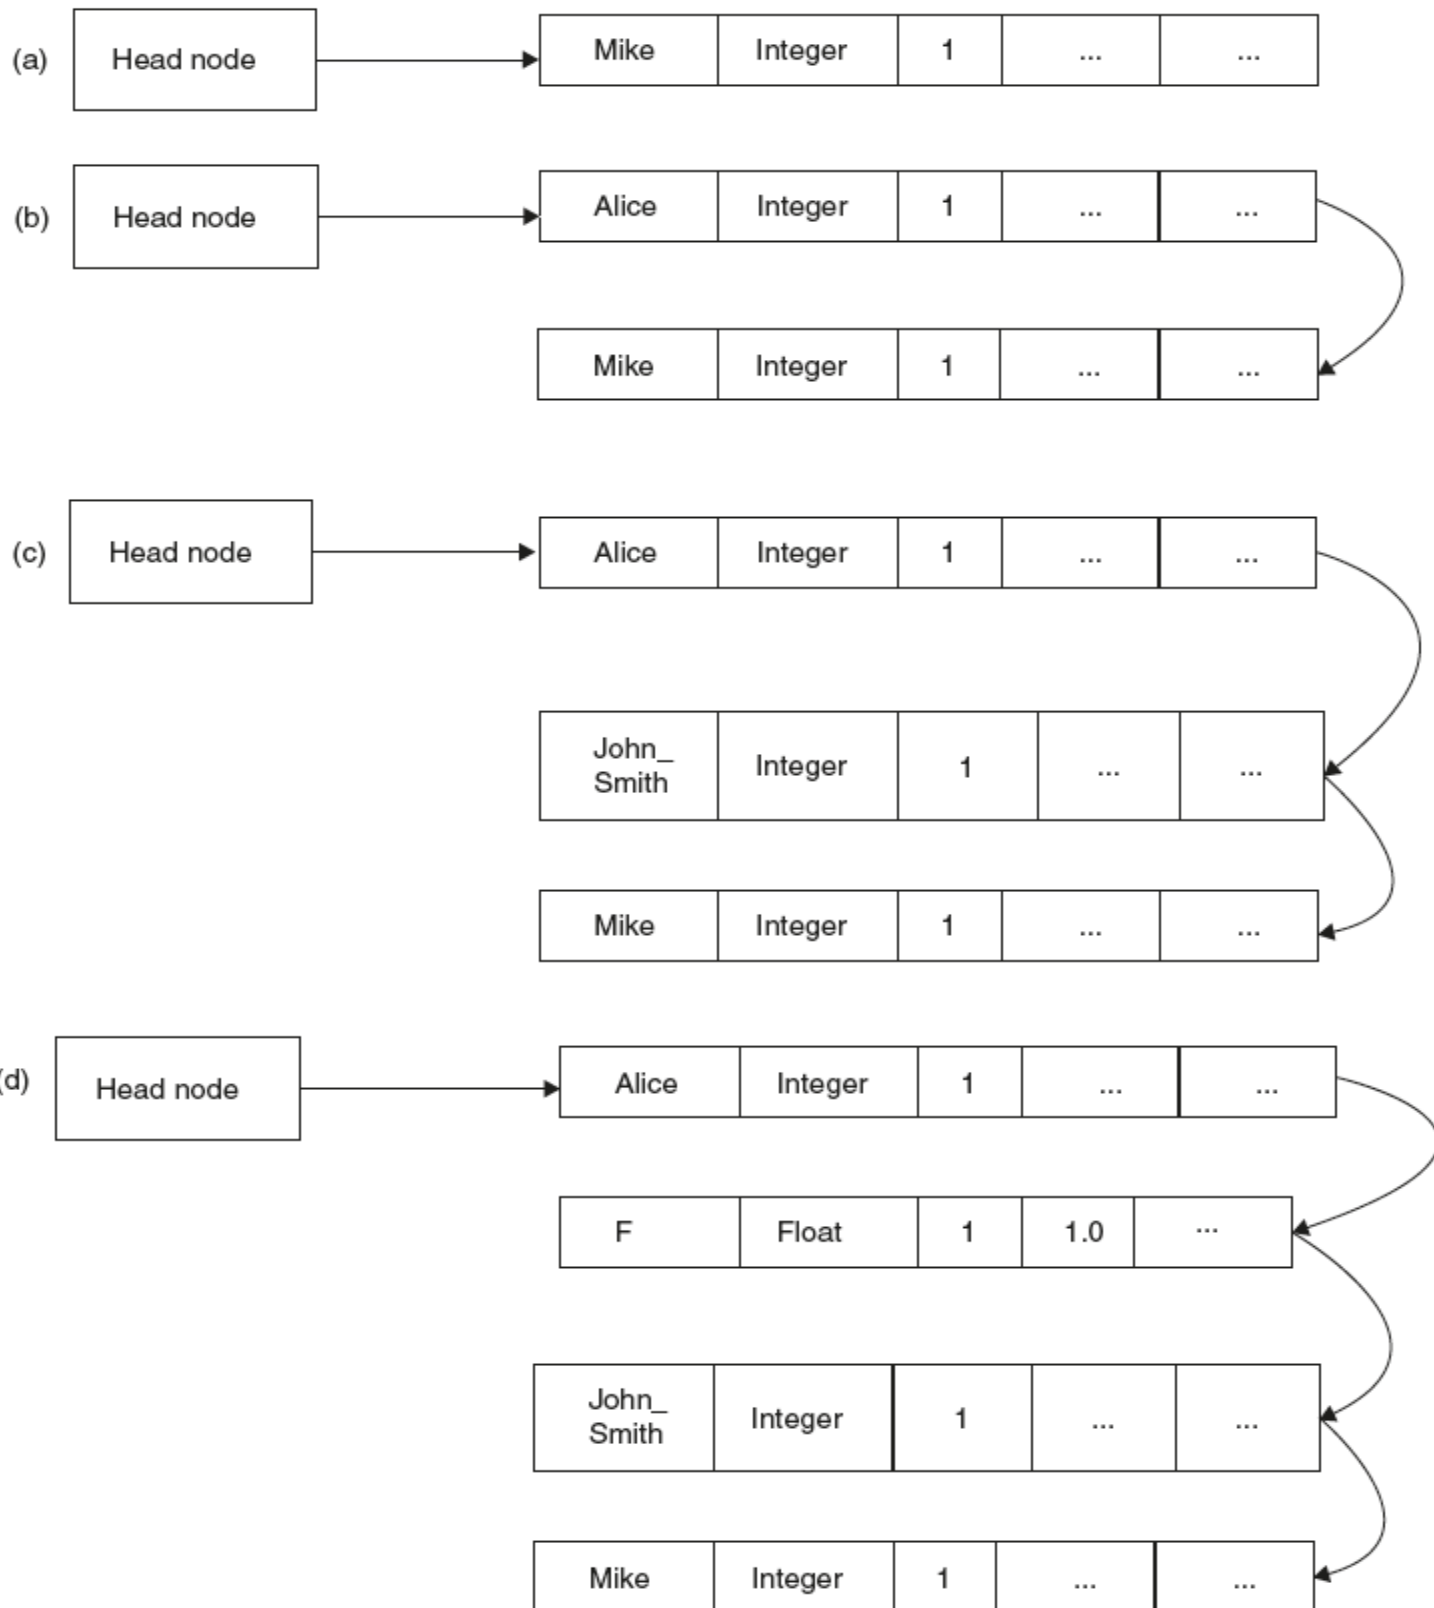 (a) Head node Mike Integer 1 ... ...
(b) Head node Alice Integer 1 ... ...
Mike Integer 1 ... ...
(c) Head node Alice Integer 1 ... ...
John_
Smith Integer 1 ... ...
Mike Integer 1 ... ...
(d) Head node Alice Integer 1 ... ...
F Float 1 1.0 ...
John_
Smith Integer 1 ... ...
Mike Integer 1 ... ...